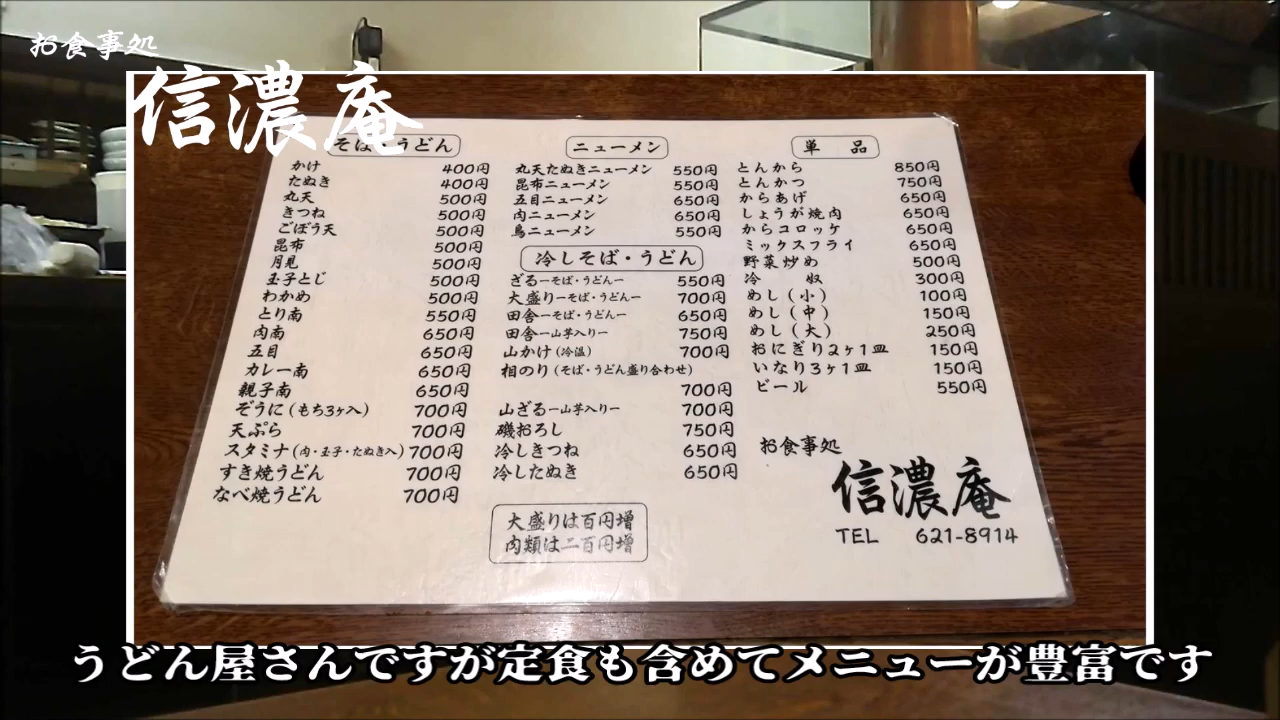 お食事処
信濃庵
そば・うどん
かけ 400円
たぬき 400円
丸天 500円
きつね 500円
ごぼう天 500円
昆布 500円
月見 500円
玉子とじ 500円
わかめ 500円
とり南 550円
肉南 650円
五目 650円
カレー南 650円
親子南 650円
ぞうに(もち3ヶ入) 700円
天ぷら 700円
スタミナ(肉・玉子・たぬき入) 700円
すき焼うどん 700円
なべ焼うどん 700円
ニューメン
丸天たぬきニューメン 550円
昆布ニューメン 550円
五目ニューメン 650円
肉ニューメン 650円
鳥ニューメン 550円
冷しそば・うどん
ざるーそば・うどんー 550円
大盛りーそば・うどんー 700円
田舎ーそば・うどんー 650円
田舎ー山芋入りー 750円
山かけ(冷温) 700円
相のり(そば・うどん盛り合わせ)
700円
山ざるー山芋入りー 700円
磯おろし 750円
冷しきつね 650円
冷したぬき 650円
大盛りは百円増
肉類は二百円増
単 品
とんから 850円
とんかつ 750円
からあげ 650円
しょうが焼肉 650円
からコロッケ 650円
ミックスフライ 650円
野菜炒め 500円
冷 奴 300円
めし(小) 100円
めし(中) 150円
めし(大) 250円
おにぎり2ヶ1皿 150円
いなり3ヶ1皿 150円
ビール 550円
お食事処
信濃庵
TEL 621-8914
うどん屋さんですが定食も含めてメニューが豊富です